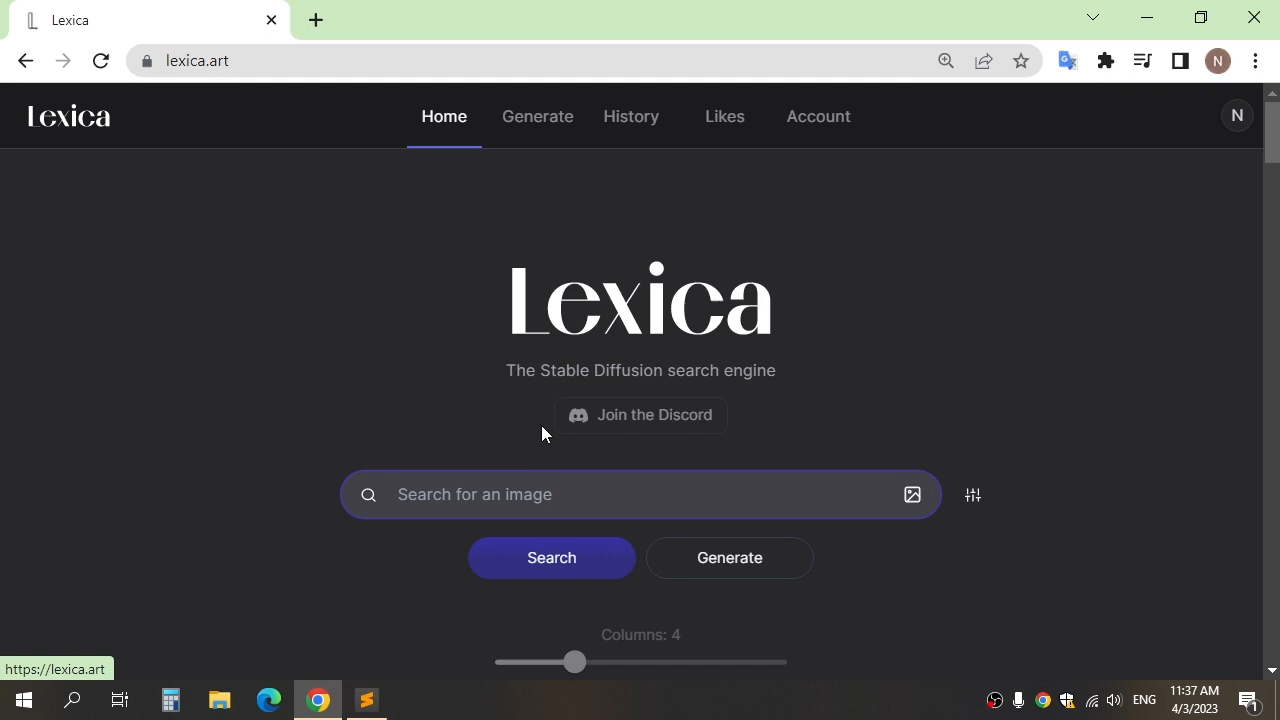 Lexica
lexica.art
N
Lexica
Home
Generate
History
Likes
Account
N
Lexica
The Stable Diffusion search engine
Join the Discord
Search for an image
Search
Generate
Columns: 4
https://lexica.art
ENG
11:37 AM
4/3/2023
1